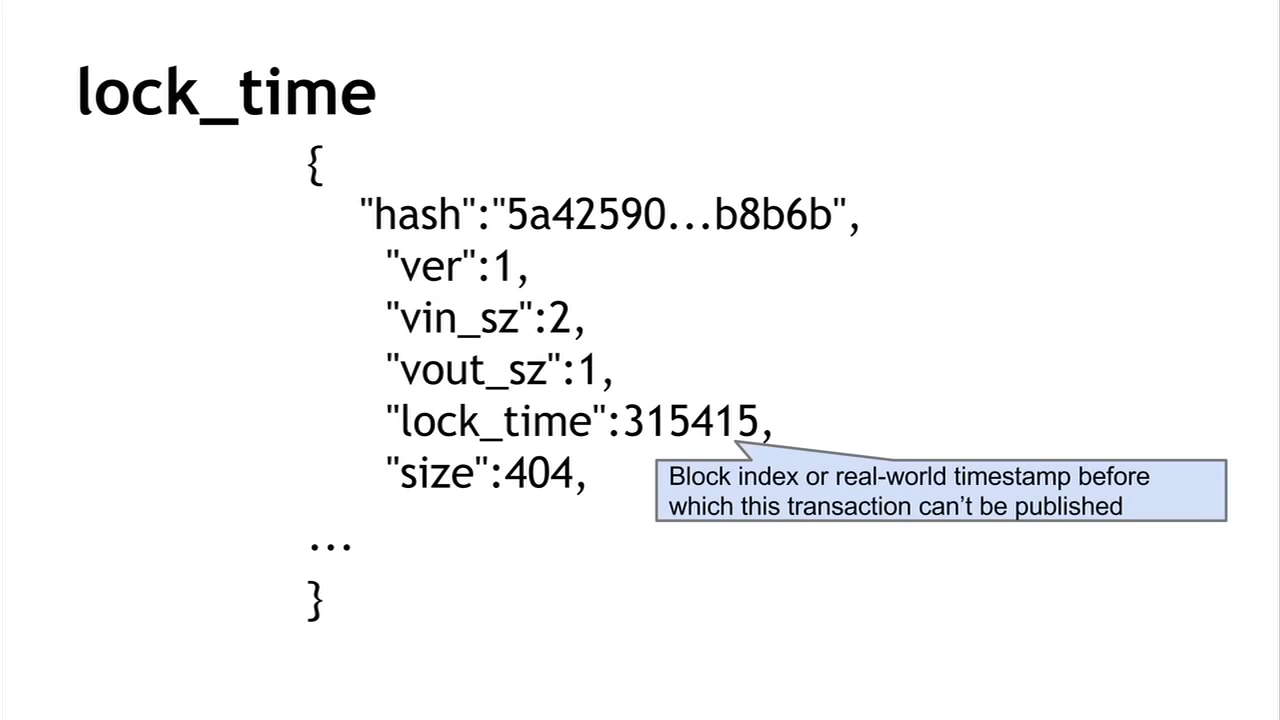 lock_time
{
"hash":"5a42590...b8b6b",
"ver":1,
"vin_sz":2,
"vout_sz":1,
"lock_time":315415,
"size":404,
Block index or real-world timestamp before
which this transaction can't be published
...
}